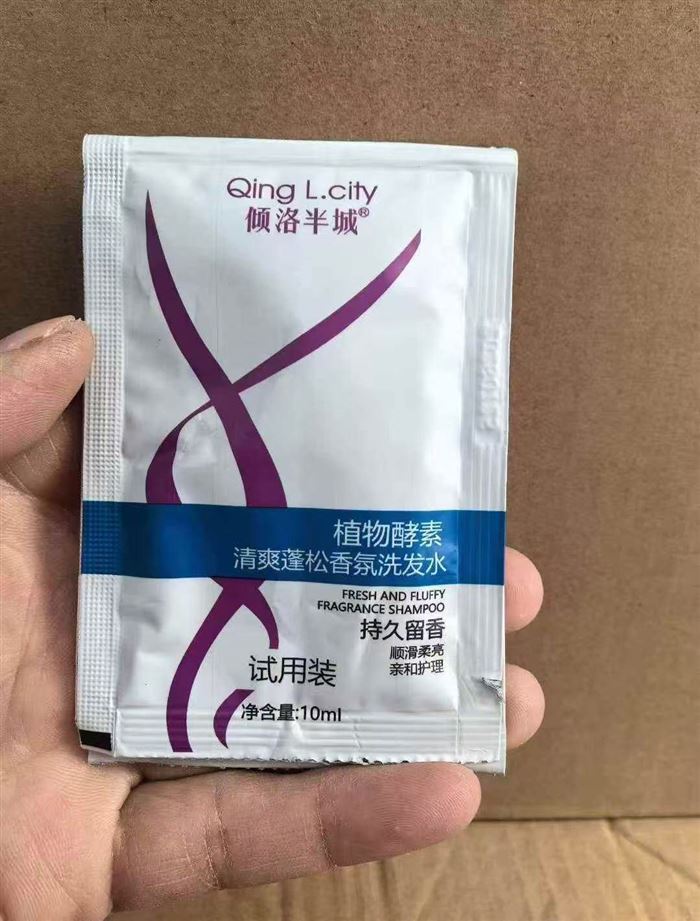 Qing L.city
倾洛半城®
植物酵素
清爽蓬松香氛洗发水
FRESH AND FLUFFY
FRAGRANCE SHAMPOO
持久留香
顺滑柔亮
亲和护理
试用装
净含量:10ml